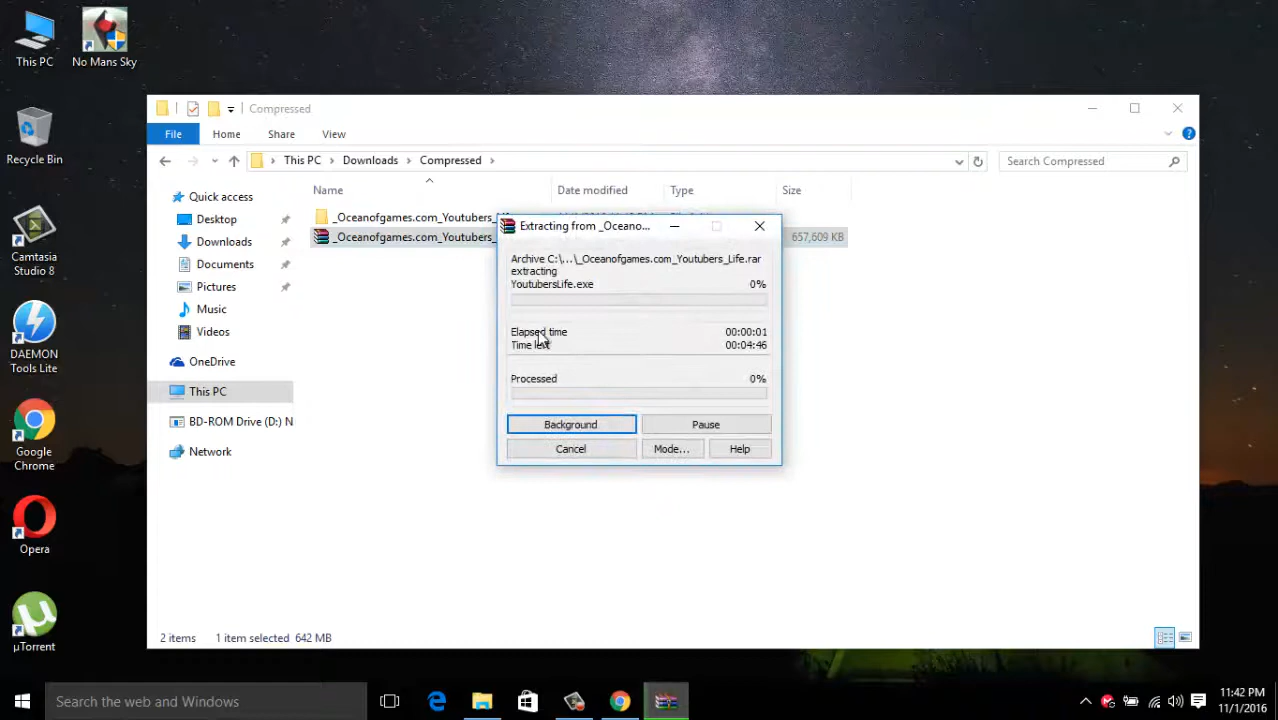 This PC
No Mans Sky
Recycle Bin
Camtasia
Studio 8
DAEMON
Tools Lite
Google
Chrome
Opera
µTorrent
Compressed
File
Home
Share
View
This PC
Downloads
Compressed
Search Compressed
Name
Date modified
Type
Size
Quick access
Desktop
Downloads
Documents
Pictures
Music
Videos
OneDrive
This PC
BD-ROM Drive (D:) N
Network
_Oceanofgames.com_Youtubers_
_Oceanofgames.com_Youtubers_
657,609 KB
Extracting from _Oceano...
Archive C:\...\_Oceanofgames.com_Youtubers_Life.rar
extracting
YoutubersLife.exe 0%
Elapsed time 00:00:01
Time left 00:04:46
Processed 0%
Background
Pause
Cancel
Mode...
Help
2 items 1 item selected 642 MB
Search the web and Windows
11:42 PM
11/1/2016